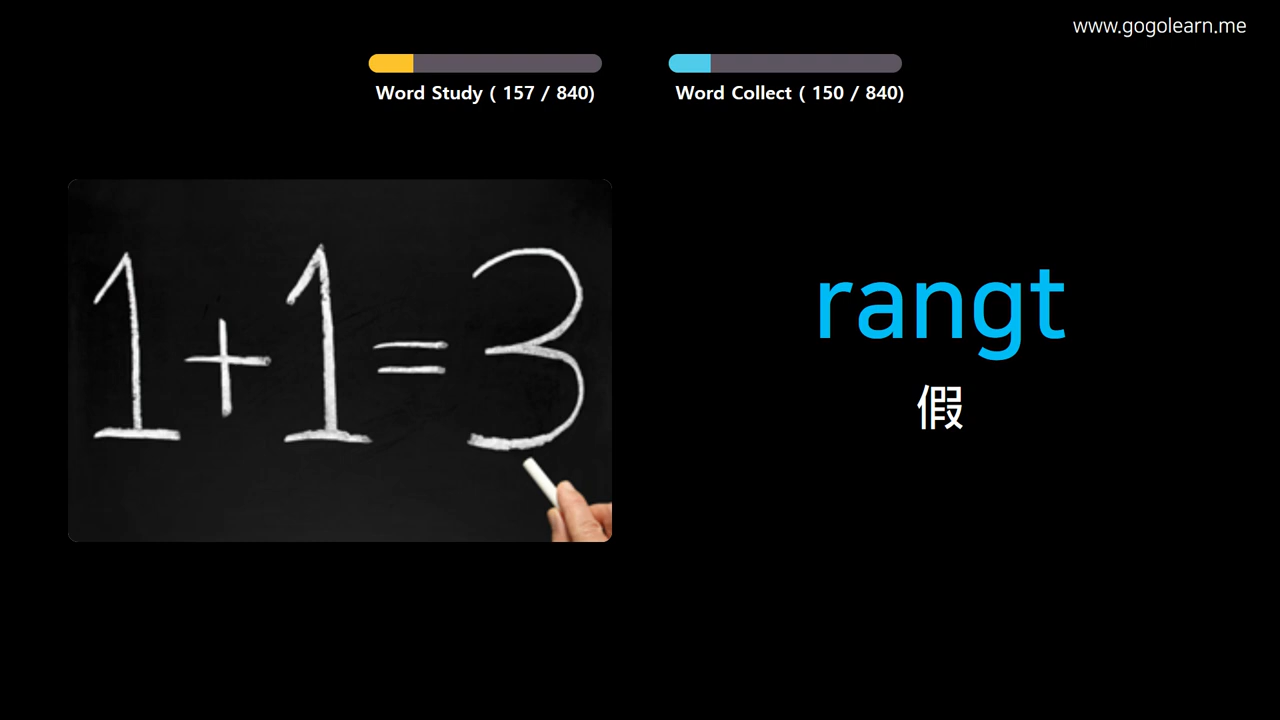 www.gogolearn.me
Word Study ( 157 / 840)
Word Collect ( 150 / 840)
1+1=3
rangt
假